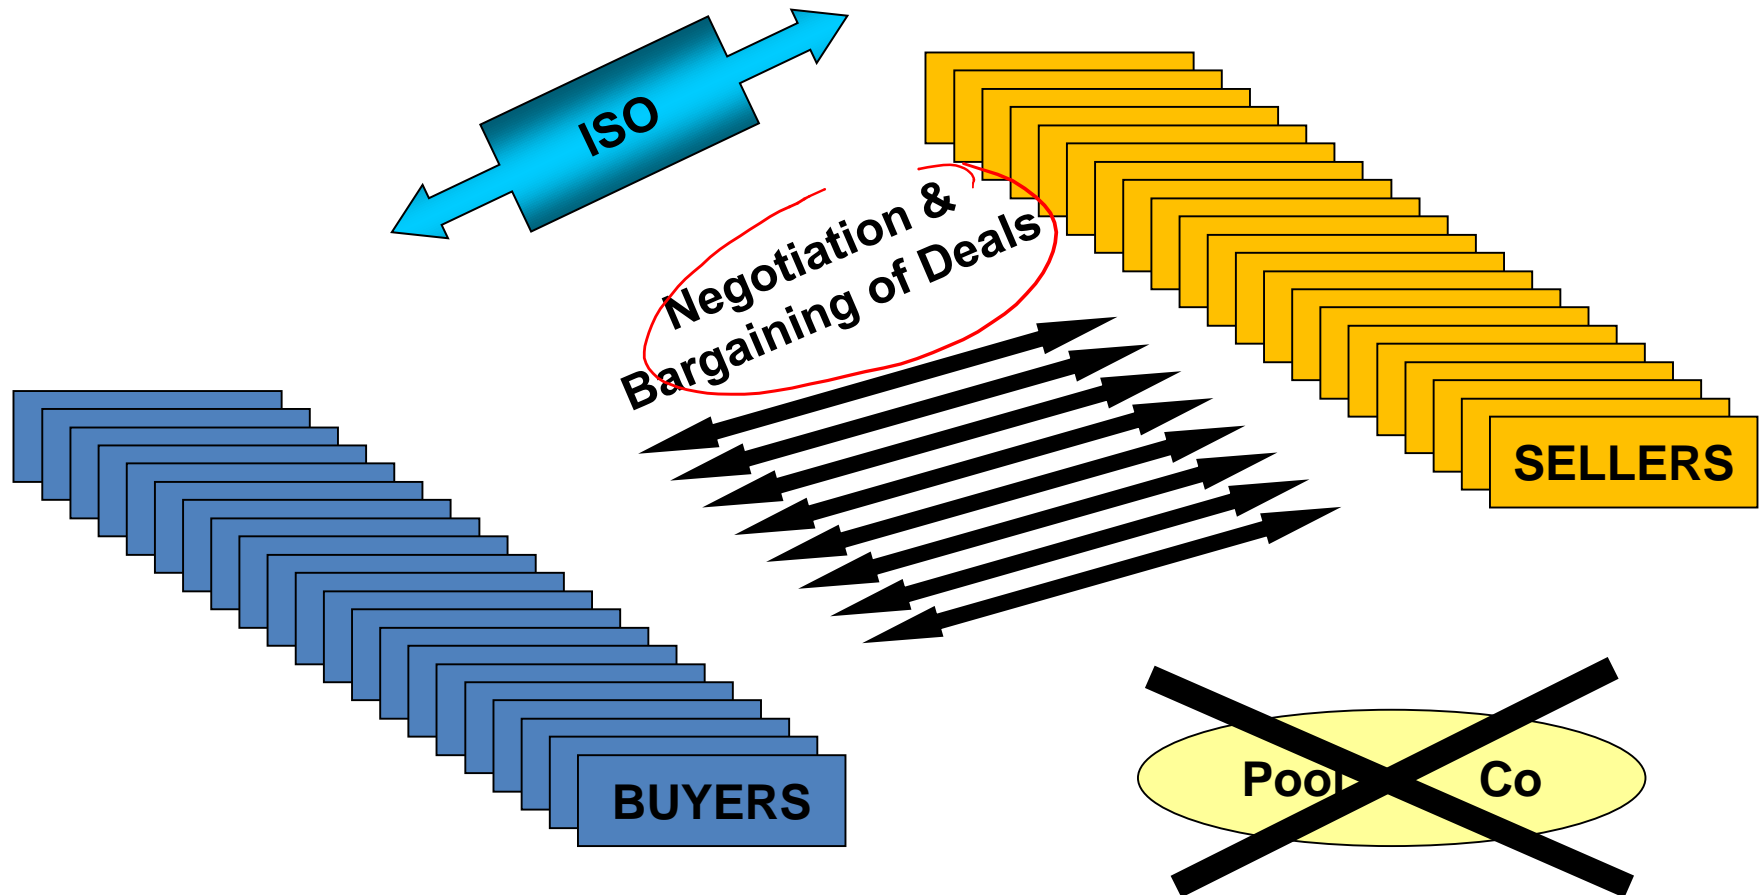 ISO
Negotiation &
Bargaining of Deals
SELLERS
BUYERS
Pool Co